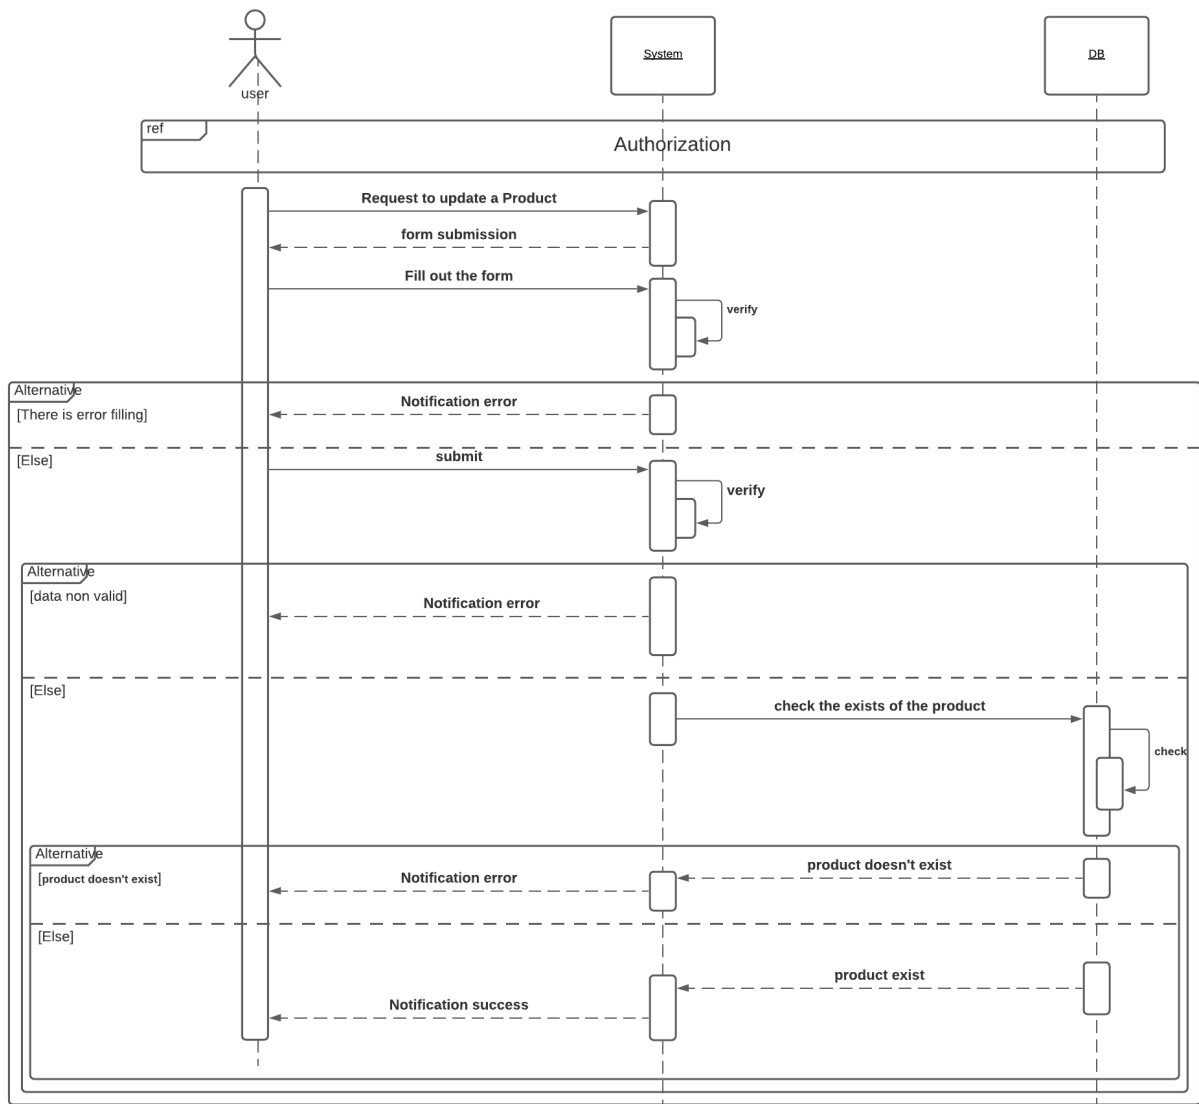 user
System
DB
ref
Authorization
Request to update a Product
form submission
Fill out the form
verify
Alternative
[There is error filling]
Notification error
[Else]
submit
verify
Alternative
[data non valid]
Notification error
[Else]
check the exists of the product
check
Alternative
[product doesn't exist]
Notification error
product doesn't exist
[Else]
product exist
Notification success